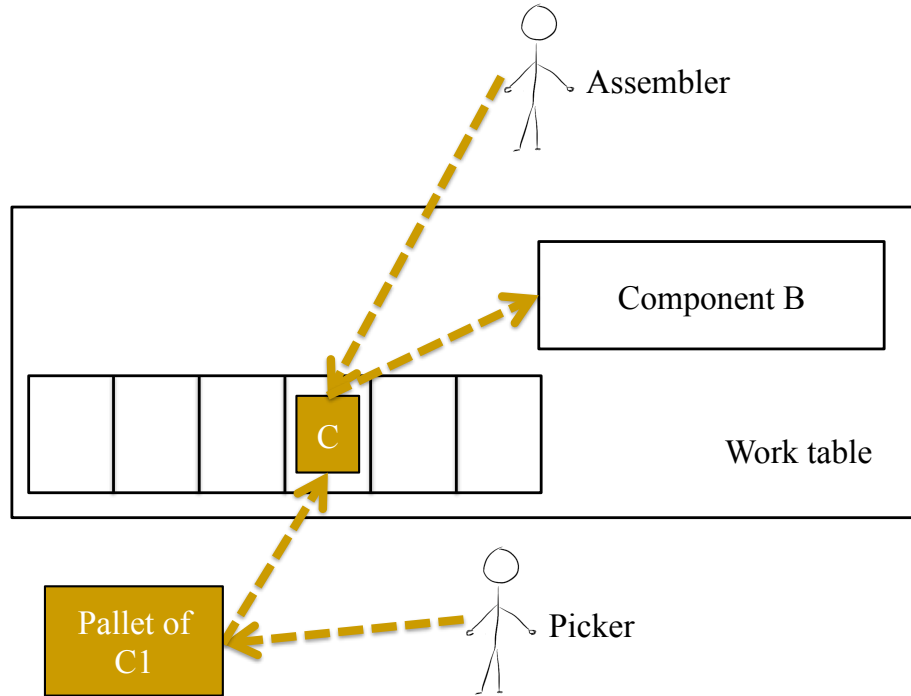 Assembler
Component B
C
Work table
Pallet of
C1
Picker